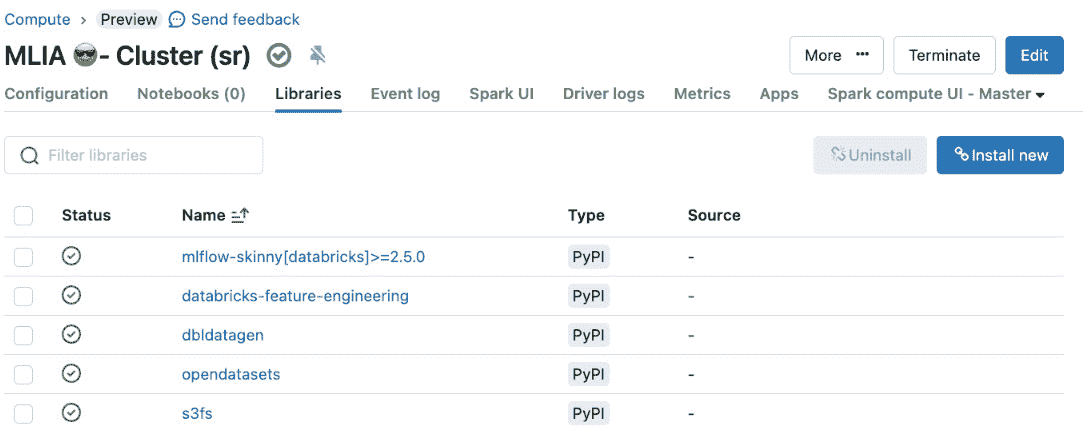 Compute > Preview Send feedback
MLIA 😎- Cluster (sr)
More ··· Terminate Edit
Configuration Notebooks (0) Libraries Event log Spark UI Driver logs Metrics Apps Spark compute UI - Master
Filter libraries Uninstall Install new
Status Name Type Source
mlflow-skinny[databricks]>=2.5.0 PyPI -
databricks-feature-engineering PyPI -
dbldatagen PyPI -
opendatasets PyPI -
s3fs PyPI -